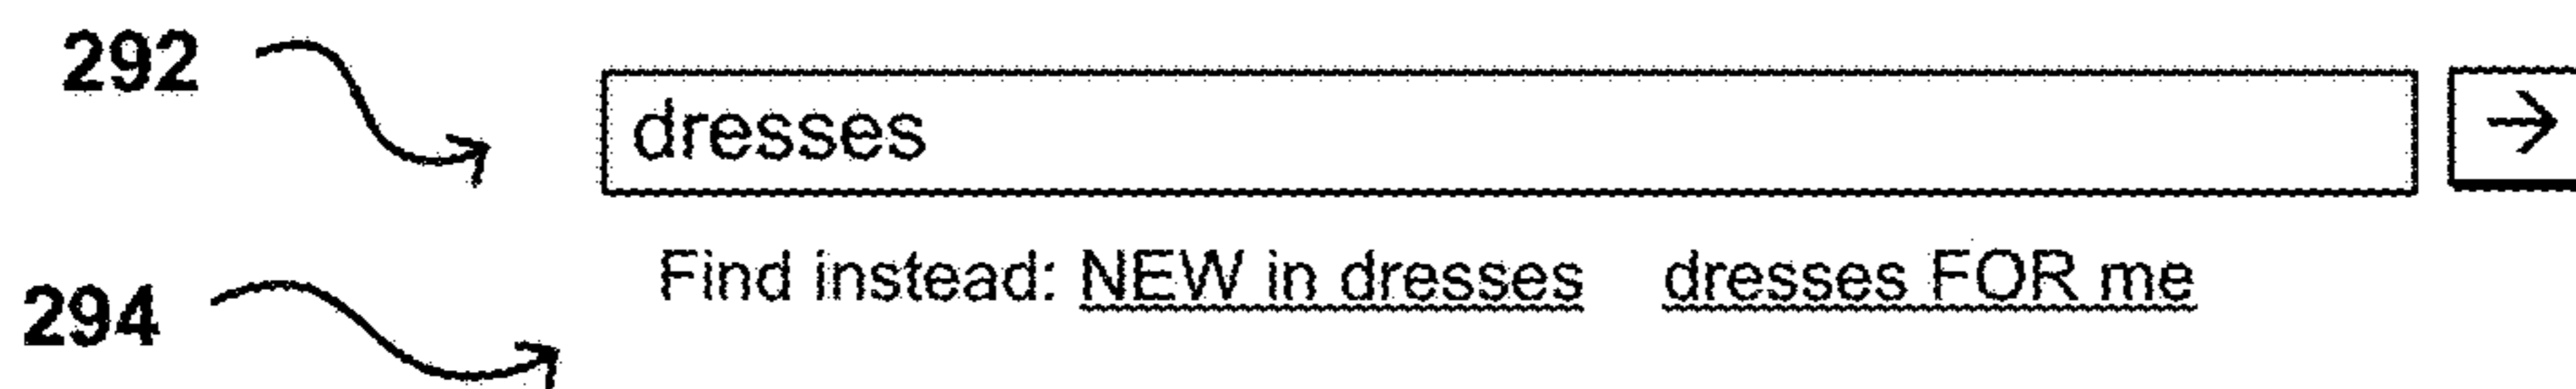 292
dresses →
Find instead: NEW in dresses dresses FOR me
294